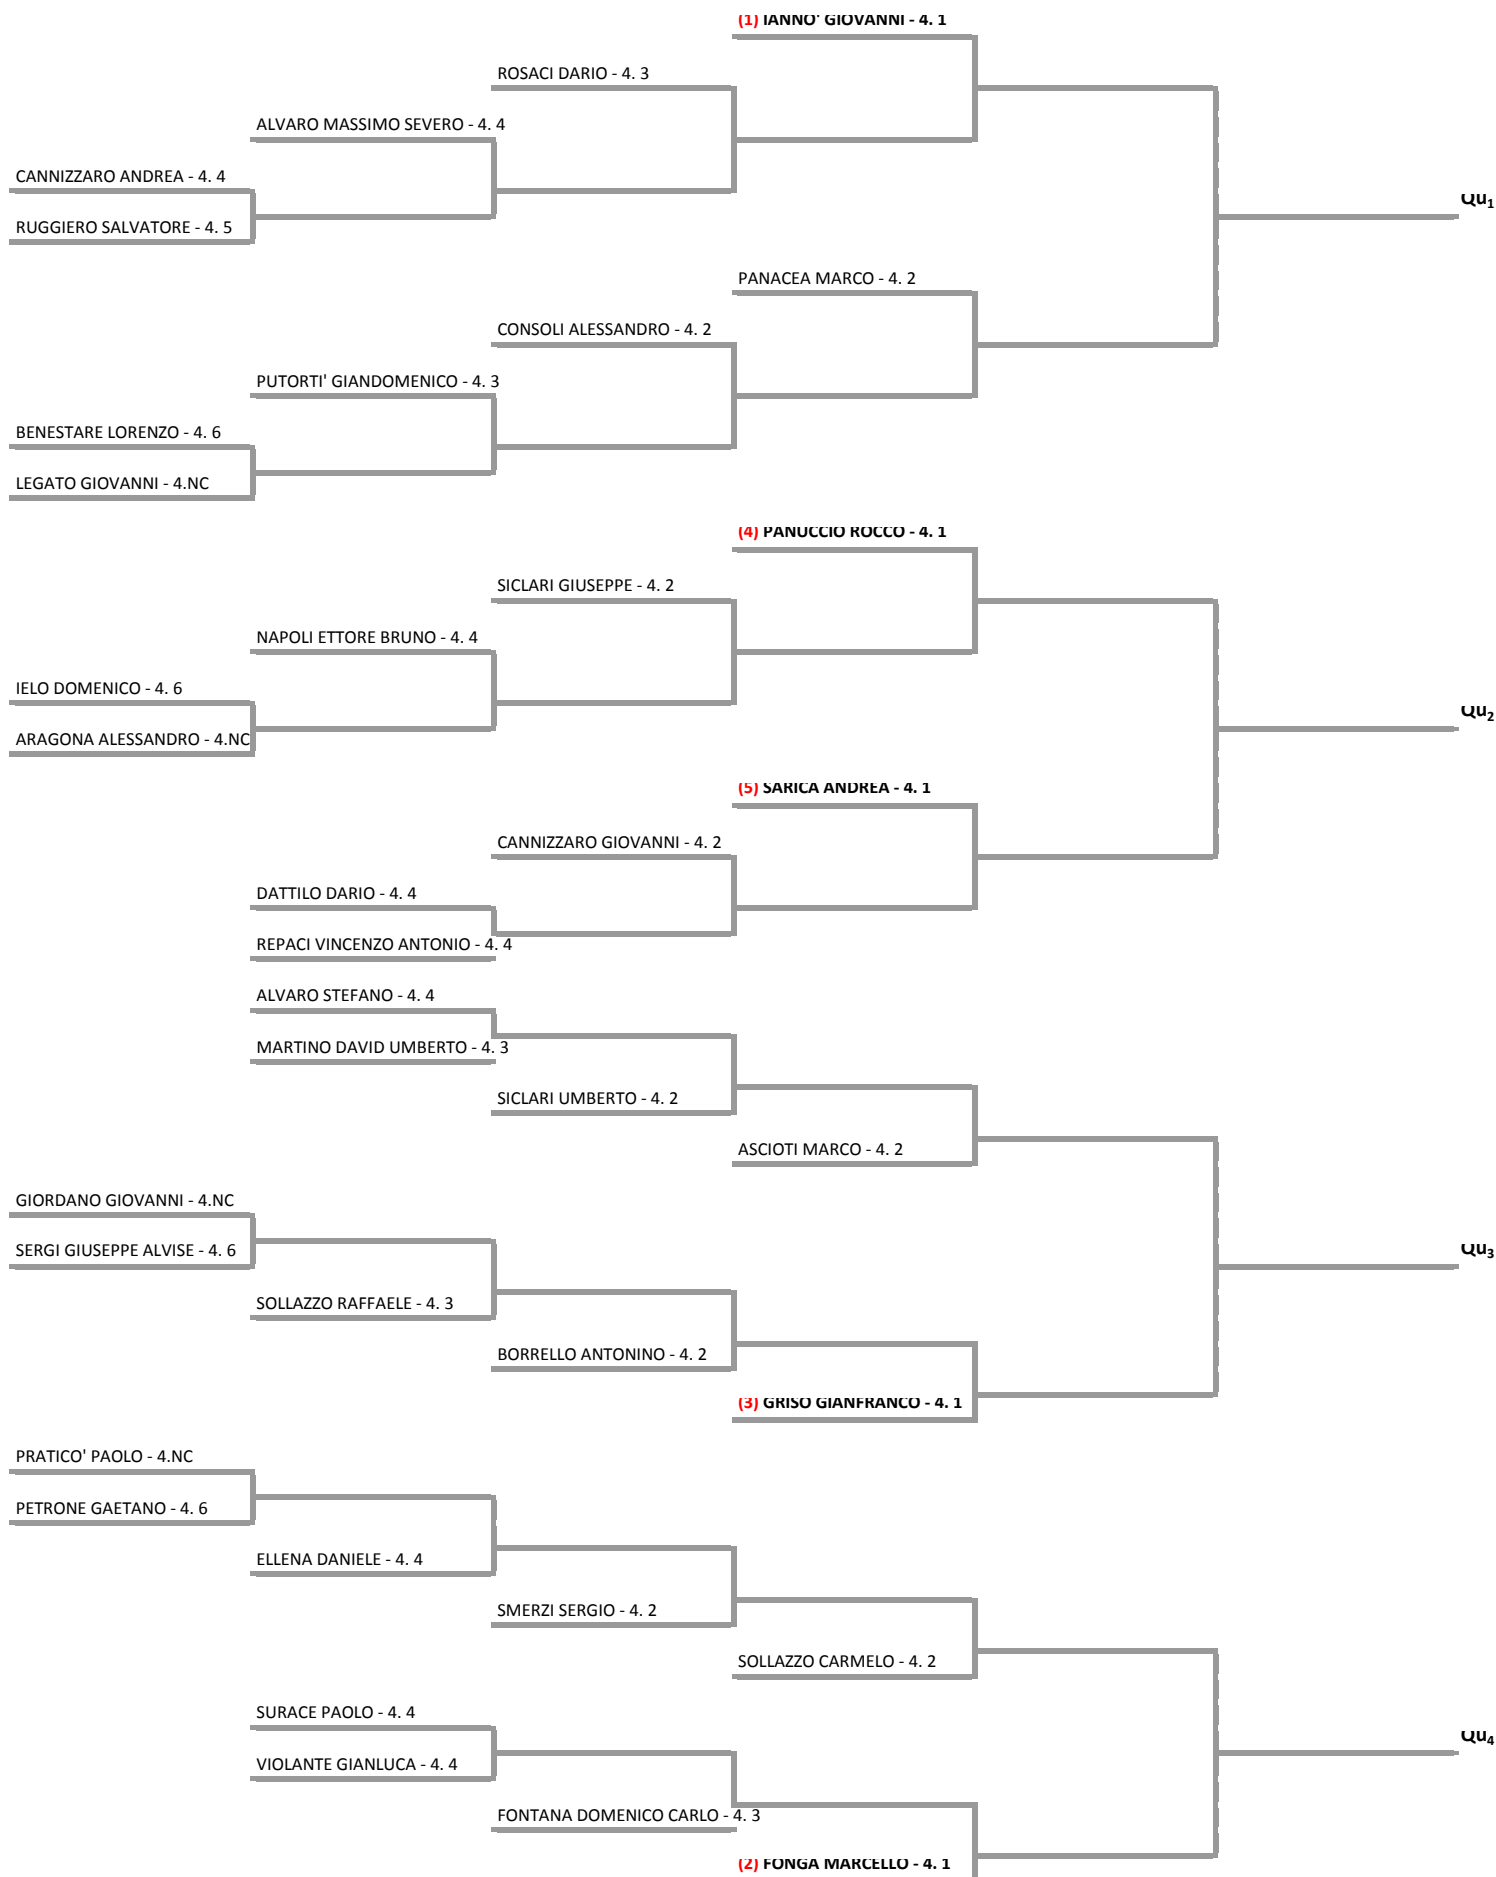 (1) IANNO' GIOVANNI - 4. 1
ROSACI DARIO - 4. 3
ALVARO MASSIMO SEVERO - 4. 4
CANNIZZARO ANDREA - 4. 4
Qu1
RUGGIERO SALVATORE - 4. 5
PANACEA MARCO - 4. 2
CONSOLI ALESSANDRO - 4. 2
PUTORTI' GIANDOMENICO - 4. 3
BENESTARE LORENZO - 4. 6
LEGATO GIOVANNI - 4.NC
(4) PANUCCIO ROCCO - 4. 1
SICLARI GIUSEPPE - 4. 2
NAPOLI ETTORE BRUNO - 4. 4
IELO DOMENICO - 4. 6
Qu2
ARAGONA ALESSANDRO - 4.NC
(5) SARICA ANDREA - 4. 1
CANNIZZARO GIOVANNI - 4. 2
DATTILO DARIO - 4. 4
REPACI VINCENZO ANTONIO - 4. 4
ALVARO STEFANO - 4. 4
MARTINO DAVID UMBERTO - 4. 3
SICLARI UMBERTO - 4. 2
ASCIOTI MARCO - 4. 2
GIORDANO GIOVANNI - 4.NC
SERGI GIUSEPPE ALVISE - 4. 6
Qu3
SOLLAZZO RAFFAELE - 4. 3
BORRELLO ANTONINO - 4. 2
(3) GRISO GIANFRANCO - 4. 1
PRATICO' PAOLO - 4.NC
PETRONE GAETANO - 4. 6
ELLENA DANIELE - 4. 4
SMERZI SERGIO - 4. 2
SOLLAZZO CARMELO - 4. 2
SURACE PAOLO - 4. 4
Qu4
VIOLANTE GIANLUCA - 4. 4
FONTANA DOMENICO CARLO - 4. 3
(2) FONGA MARCELLO - 4. 1